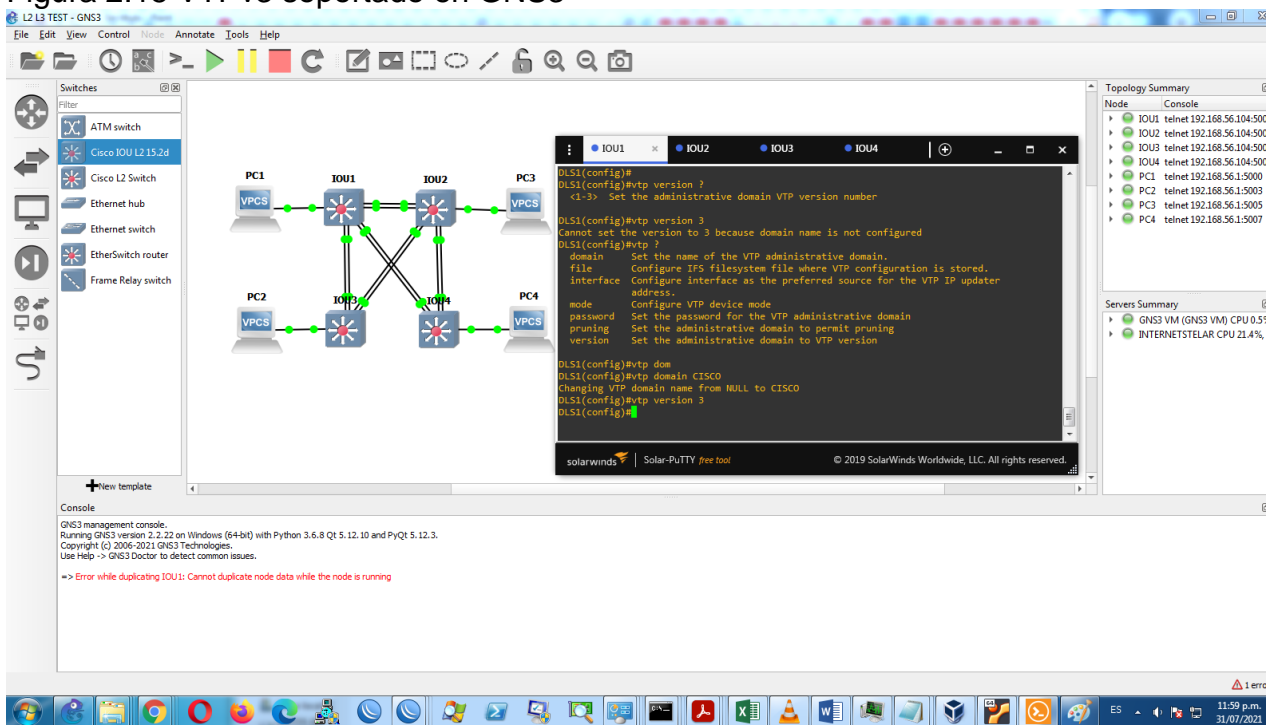 L2 L3 TEST - GNS3
File Edit View Control Node Annotate Tools Help
Switches
Filter
ATM switch
Cisco IOU L2 15.2d
Cisco L2 Switch
Ethernet hub
Ethernet switch
EtherSwitch router
Frame Relay switch
New template
PC1
IOU1
IOU2
PC3
VPCS
VPCS
PC2
IOU3
IOU4
PC4
VPCS
VPCS
IOU1 IOU2 IOU3 IOU4
DLS1(config)#
DLS1(config)#vtp version ?
<1-3> Set the administrative domain VTP version number
DLS1(config)#vtp version 3
Cannot set the version to 3 because domain name is not configured
DLS1(config)#vtp ?
domain Set the name of the VTP administrative domain.
file Configure IFS filesystem file where VTP configuration is stored.
interface Configure interface as the preferred source for the VTP IP updater
address.
mode Configure VTP device mode
password Set the password for the VTP administrative domain
pruning Set the administrative domain to permit pruning
version Set the administrative domain to VTP version
DLS1(config)#vtp dom
DLS1(config)#vtp domain CISCO
Changing VTP domain name from NULL to CISCO
DLS1(config)#vtp version 3
DLS1(config)#
solarwinds Solar-PuTTY free tool © 2019 SolarWinds Worldwide, LLC. All rights reserved.
Topology Summary
Node Console
IOU1 telnet 192.168.56.104:500
IOU2 telnet 192.168.56.104:500
IOU3 telnet 192.168.56.104:500
IOU4 telnet 192.168.56.104:500
PC1 telnet 192.168.56.1:5000
PC2 telnet 192.168.56.1:5003
PC3 telnet 192.168.56.1:5005
PC4 telnet 192.168.56.1:5007
Servers Summary
GNS3 VM (GNS3 VM) CPU 0.5%
INTERNETSTELAR CPU 21.4%,
Console
GNS3 management console.
Running GNS3 version 2.2.22 on Windows (64-bit) with Python 3.6.8 Qt 5.12.10 and PyQt 5.12.3.
Copyright (c) 2006-2021 GNS3 Technologies.
Use Help -> GNS3 Doctor to detect common issues.
=> Error while duplicating IOU1: Cannot duplicate node data while the node is running
1 erro
ES
11:59 p.m.
31/07/2021